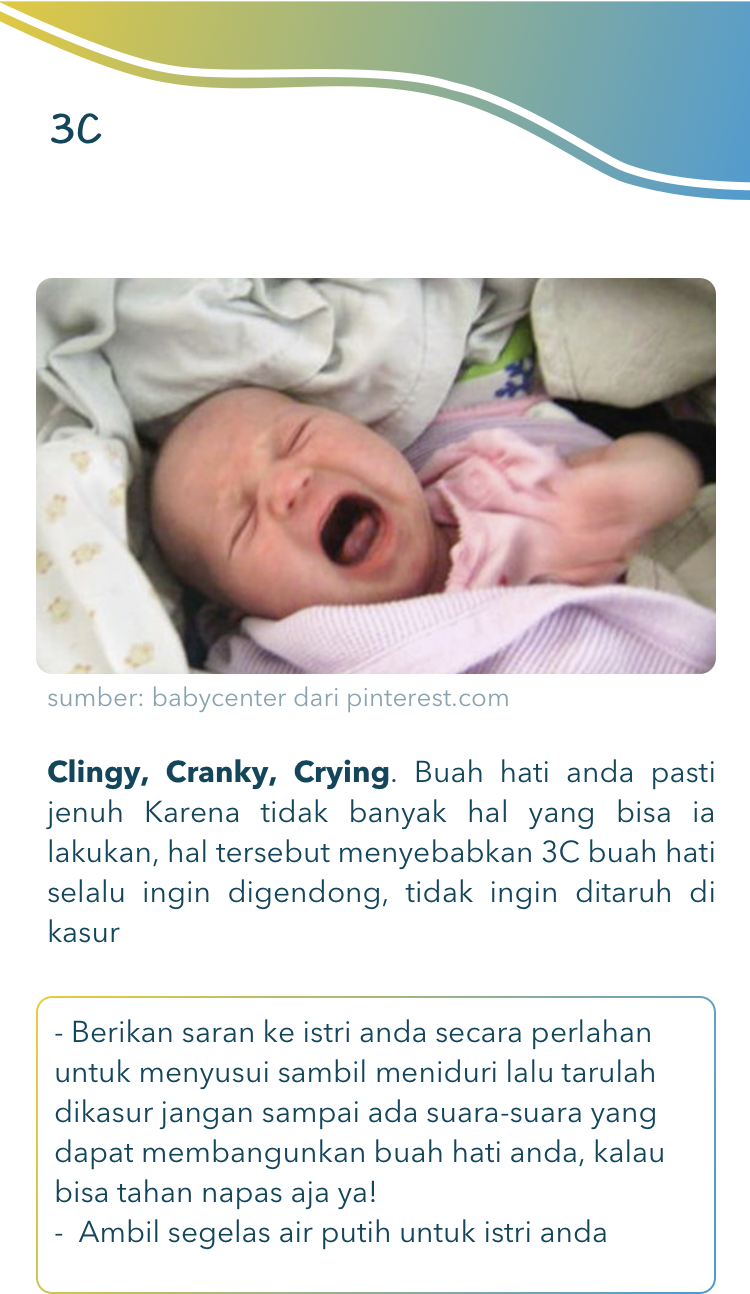 3C
sumber: babycenter dari pinterest.com
Clingy, Cranky, Crying. Buah hati anda pasti
jenuh Karena tidak banyak hal yang bisa ia
lakukan, hal tersebut menyebabkan 3C buah hati
selalu ingin digendong, tidak ingin ditaruh di
kasur
- Berikan saran ke istri anda secara perlahan
untuk menyusui sambil meniduri lalu tarulah
dikasur jangan sampai ada suara-suara yang
dapat membangunkan buah hati anda, kalau
bisa tahan napas aja ya!
- Ambil segelas air putih untuk istri anda